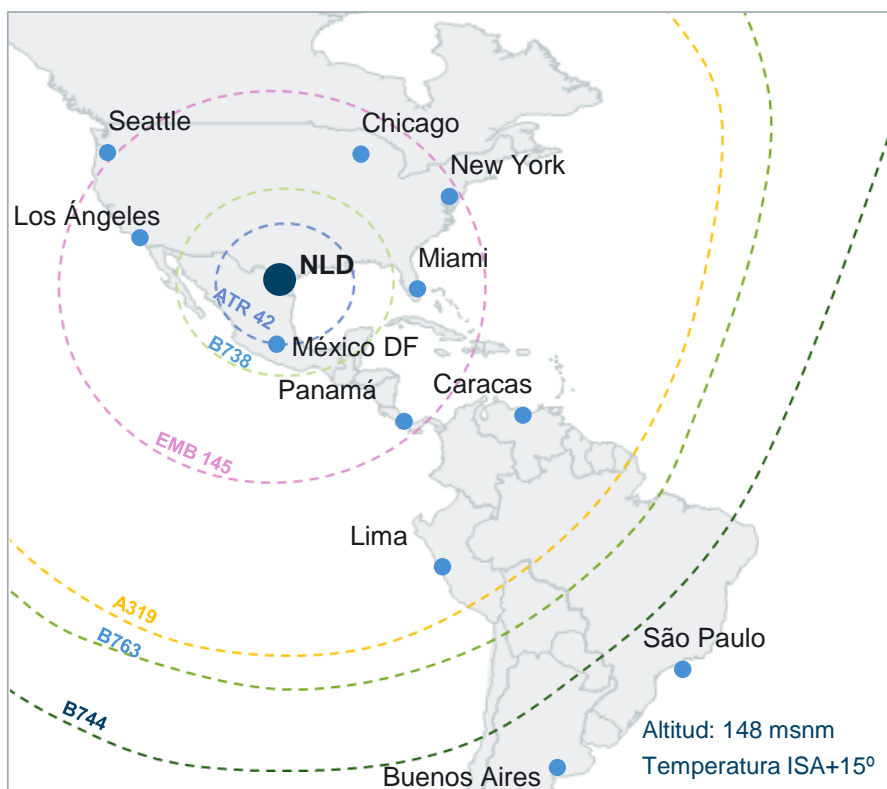 Seattle
Chicago
New York
Los Ángeles
NLD
Miami
ATR 42
B738
México DF
Panamá
Caracas
EMB 145
Lima
A319
B763
São Paulo
B744
Altitud: 148 msnm
Temperatura ISA+15º
Buenos Aires